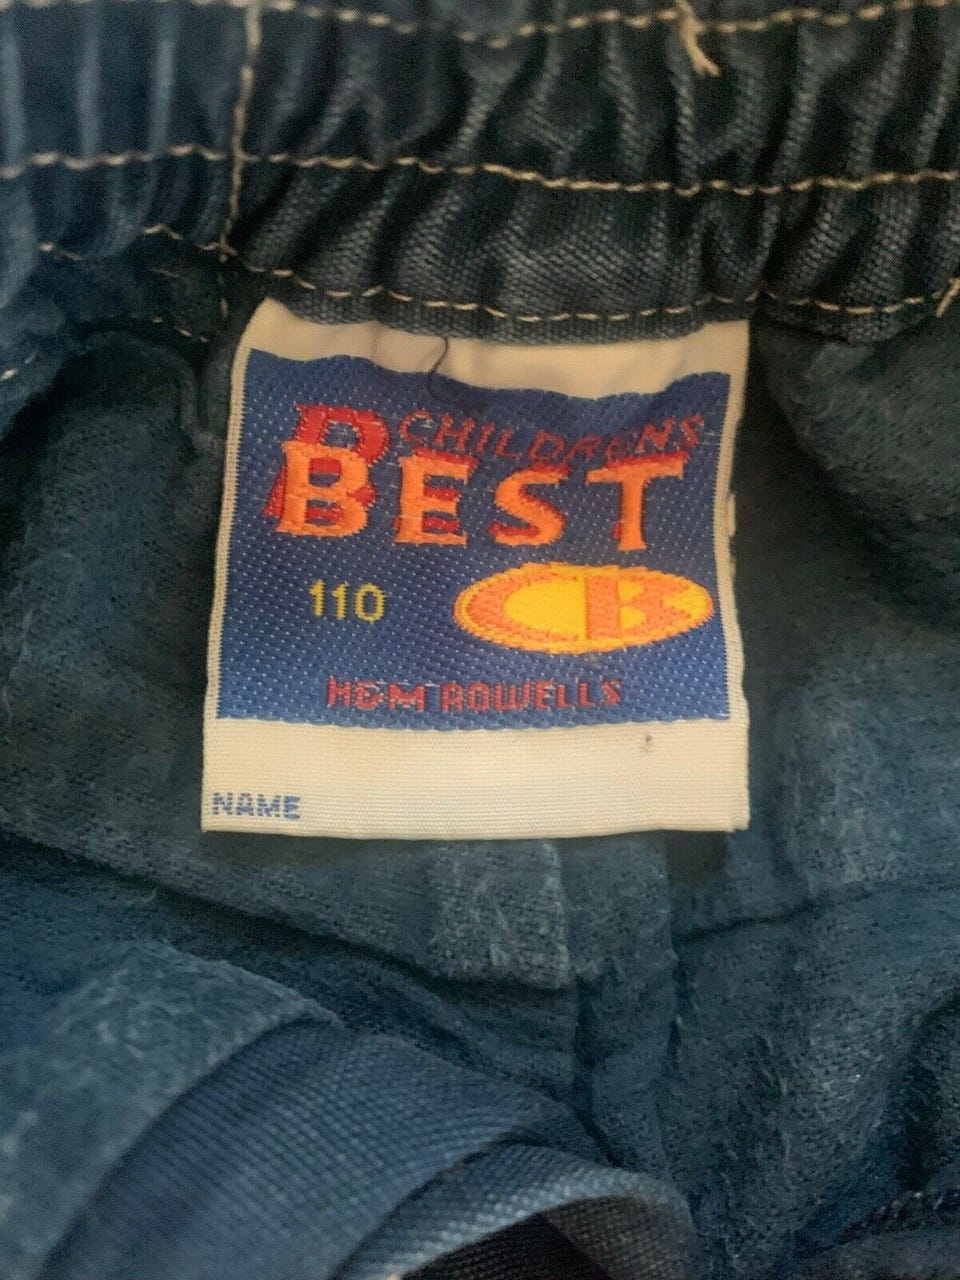 CHILDRENS
BEST
110 CB
H&M ROWELLS
NAME